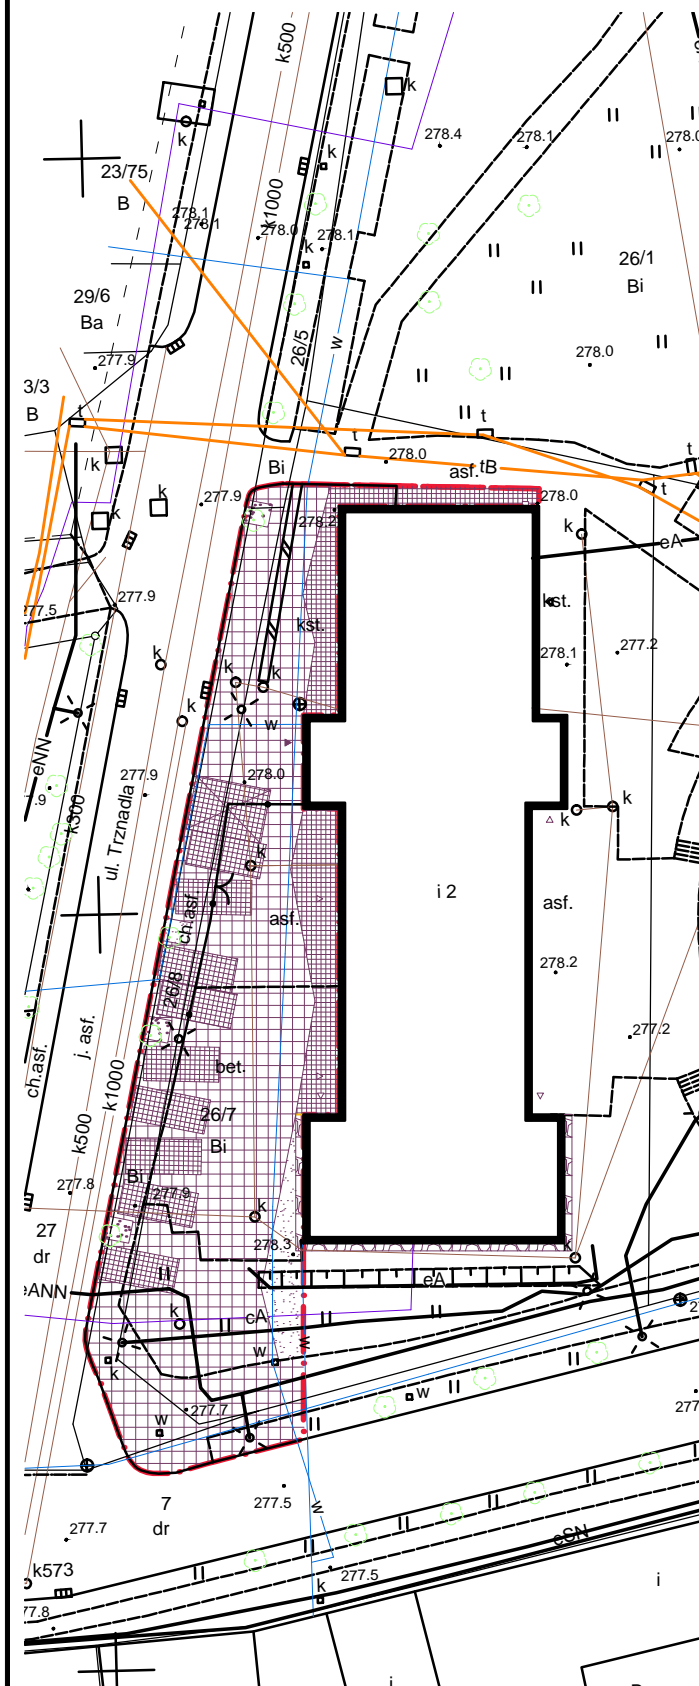 k500
k
k
278.4
278.1
278.0
23/75
B
k1000
k
278.1
278.1
278.0
278.1
k
26/1
Bi
29/6
Ba
26/5
w
277.9
278.0
3/3
B
t
t
t
t
k
Bi
278.0
asf.
tB
277.9
278.0
278.2
k
k
k
eA
277.5
277.9
kst.
kst.
278.1
277.2
k
k
k
k
w
eNN
277.9
278.0
k300
ul. Trznadla
k
k
k
i 2
ch.asf.
asf.
asf.
278.2
26/8
277.2
j. asf.
ch.asf.
k1000
bet.
26/7
Bi
k500
Bi
277.8
277.9
k
27
dr
278.3
k
eA
eANN
k
cA
w
w
k
w
277.7
w
277.5
7
dr
w
277.7
eSN
k573
277.5
k
i
i